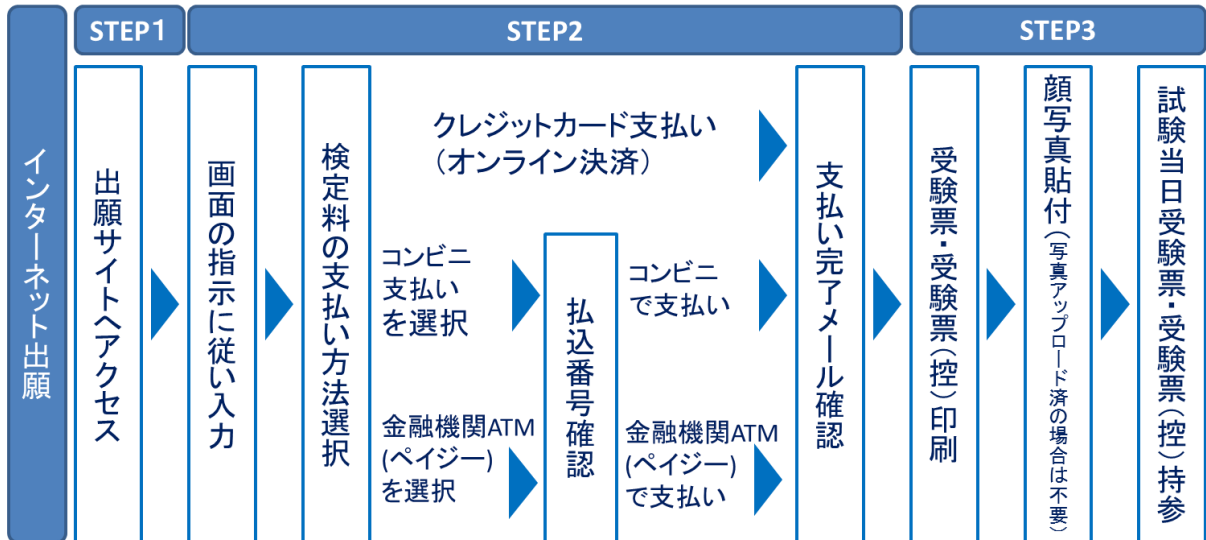 インターネット出願
STEP1
STEP2
STEP3
出願サイトへアクセス
画面の指示に従い入力
検定料の支払い方法選択
クレジットカード支払い
（オンライン決済）
コンビニ
支払い
を選択
金融機関ATM
(ペイジー)
を選択
払込番号確認
コンビニ
で支払い
金融機関ATM
(ペイジー)
で支払い
支払い完了メール確認
受験票・受験票（控）印刷
顔写真貼付（写真アップロード済の場合は不要）
試験当日受験票・受験票（控）持参